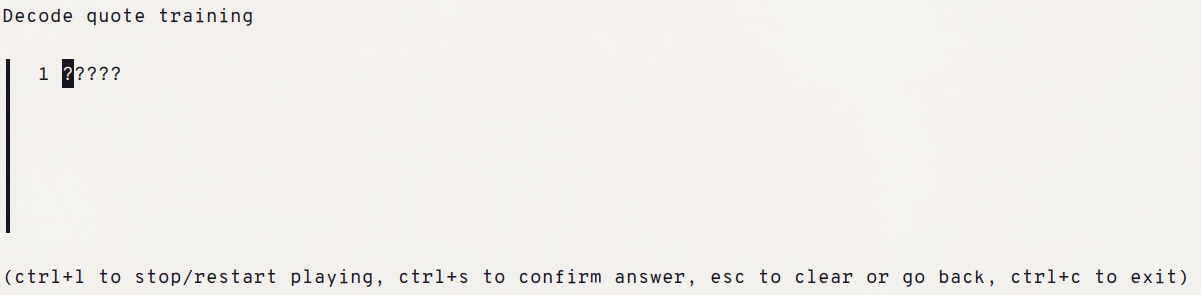 Decode quote training
1 ?????
(ctrl+l to stop/restart playing, ctrl+s to confirm answer, esc to clear or go back, ctrl+c to exit)